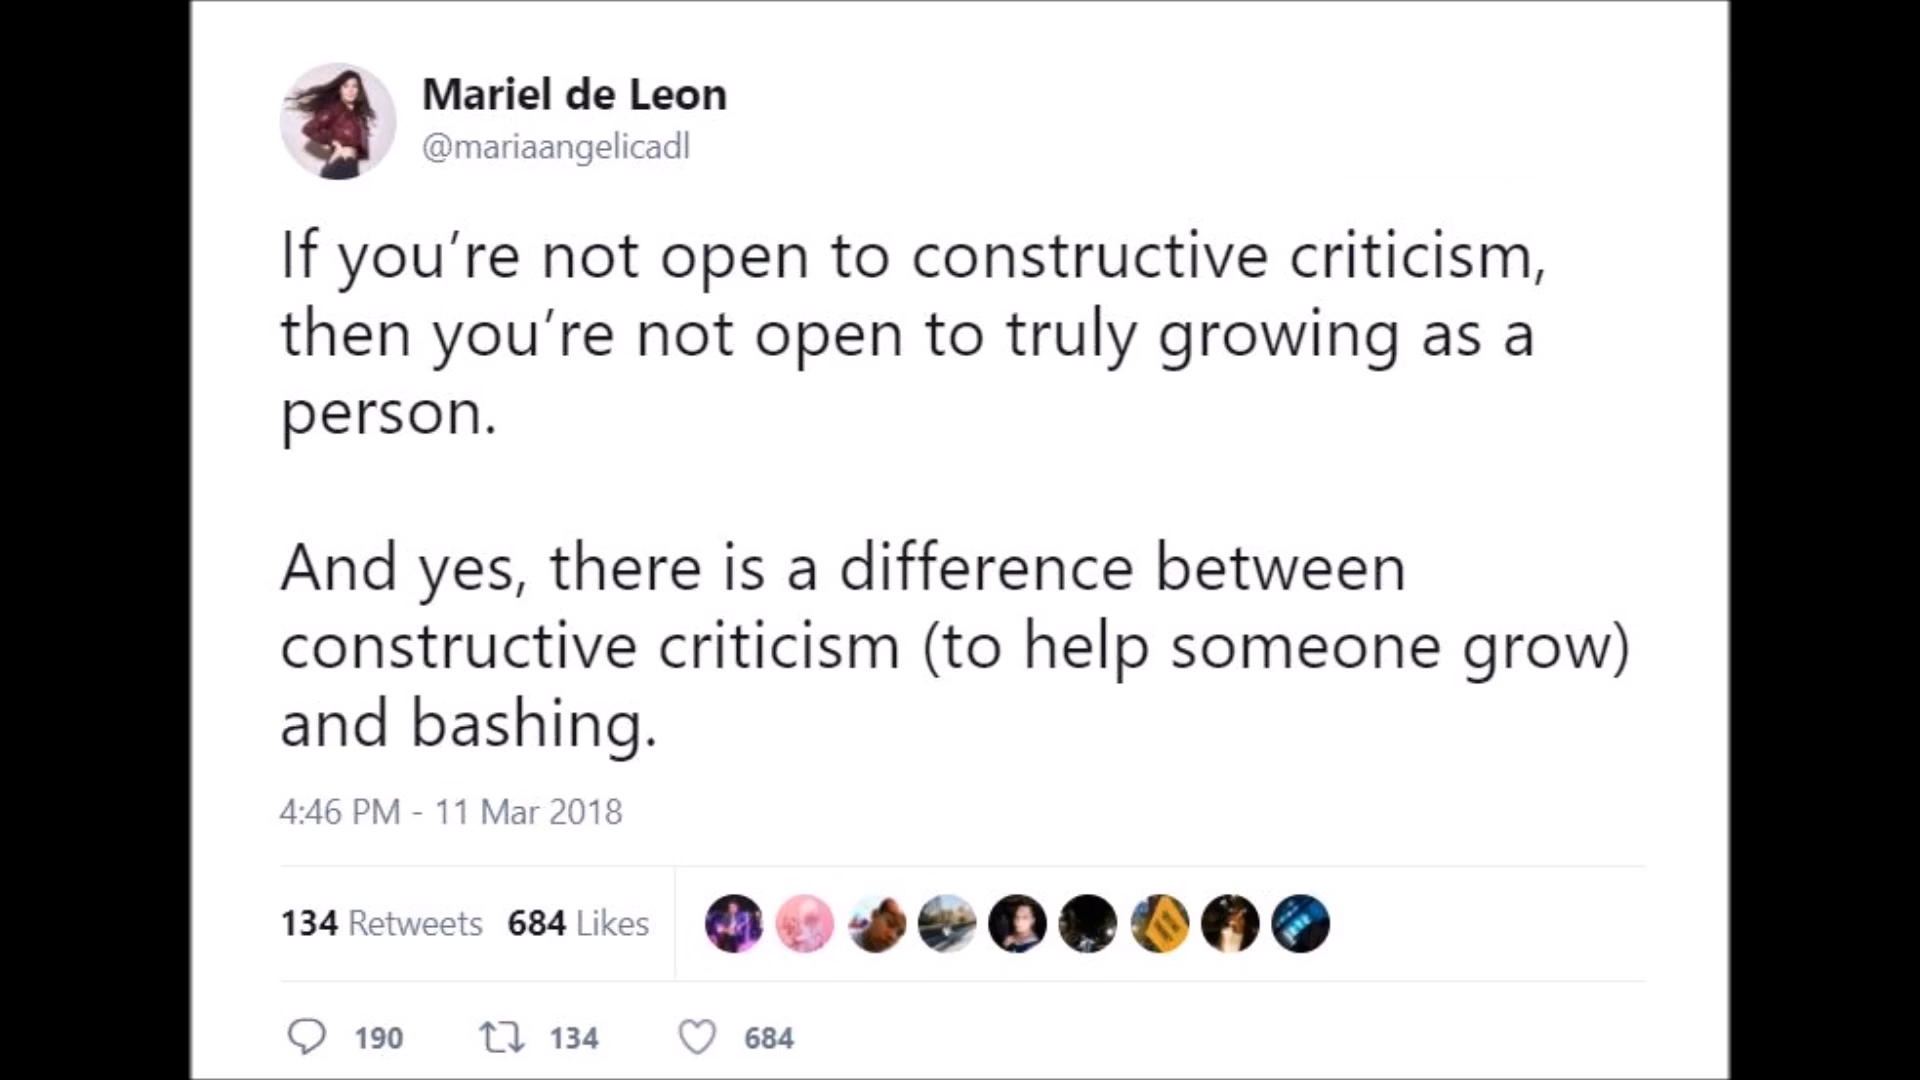 Mariel de Leon
@mariaangelicadl
If you’re not open to constructive criticism,
then you’re not open to truly growing as a
person.
And yes, there is a difference between
constructive criticism (to help someone grow)
and bashing.
4:46 PM - 11 Mar 2018
134 Retweets 684 Likes
190 134 684